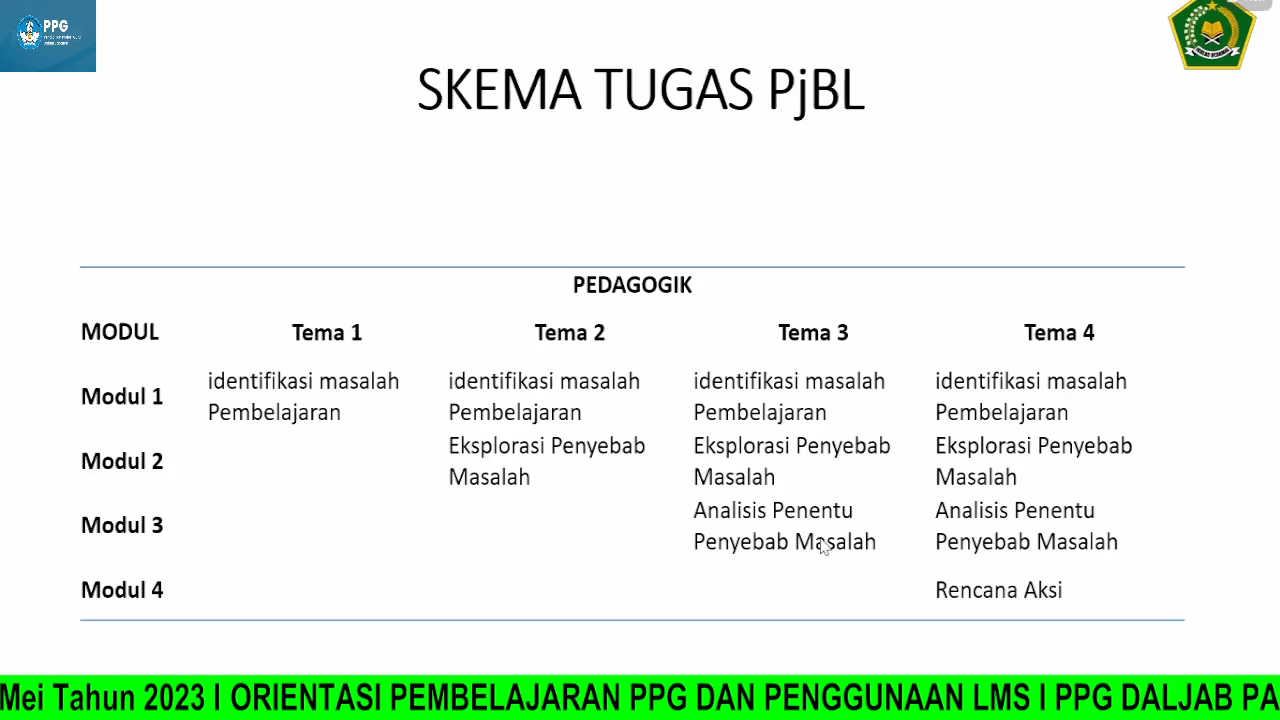 PPG
SKEMA TUGAS PjBL
PEDAGOGIK
MODUL Tema 1 Tema 2 Tema 3 Tema 4
Modul 1
identifikasi masalah
Pembelajaran
identifikasi masalah
Pembelajaran
identifikasi masalah
Pembelajaran
identifikasi masalah
Pembelajaran
Modul 2
Eksplorasi Penyebab
Masalah
Eksplorasi Penyebab
Masalah
Eksplorasi Penyebab
Masalah
Modul 3
Analisis Penentu
Penyebab Masalah
Analisis Penentu
Penyebab Masalah
Modul 4
Rencana Aksi
Mei Tahun 2023 I ORIENTASI PEMBELAJARAN PPG DAN PENGGUNAAN LMS I PPG DALJAB PA